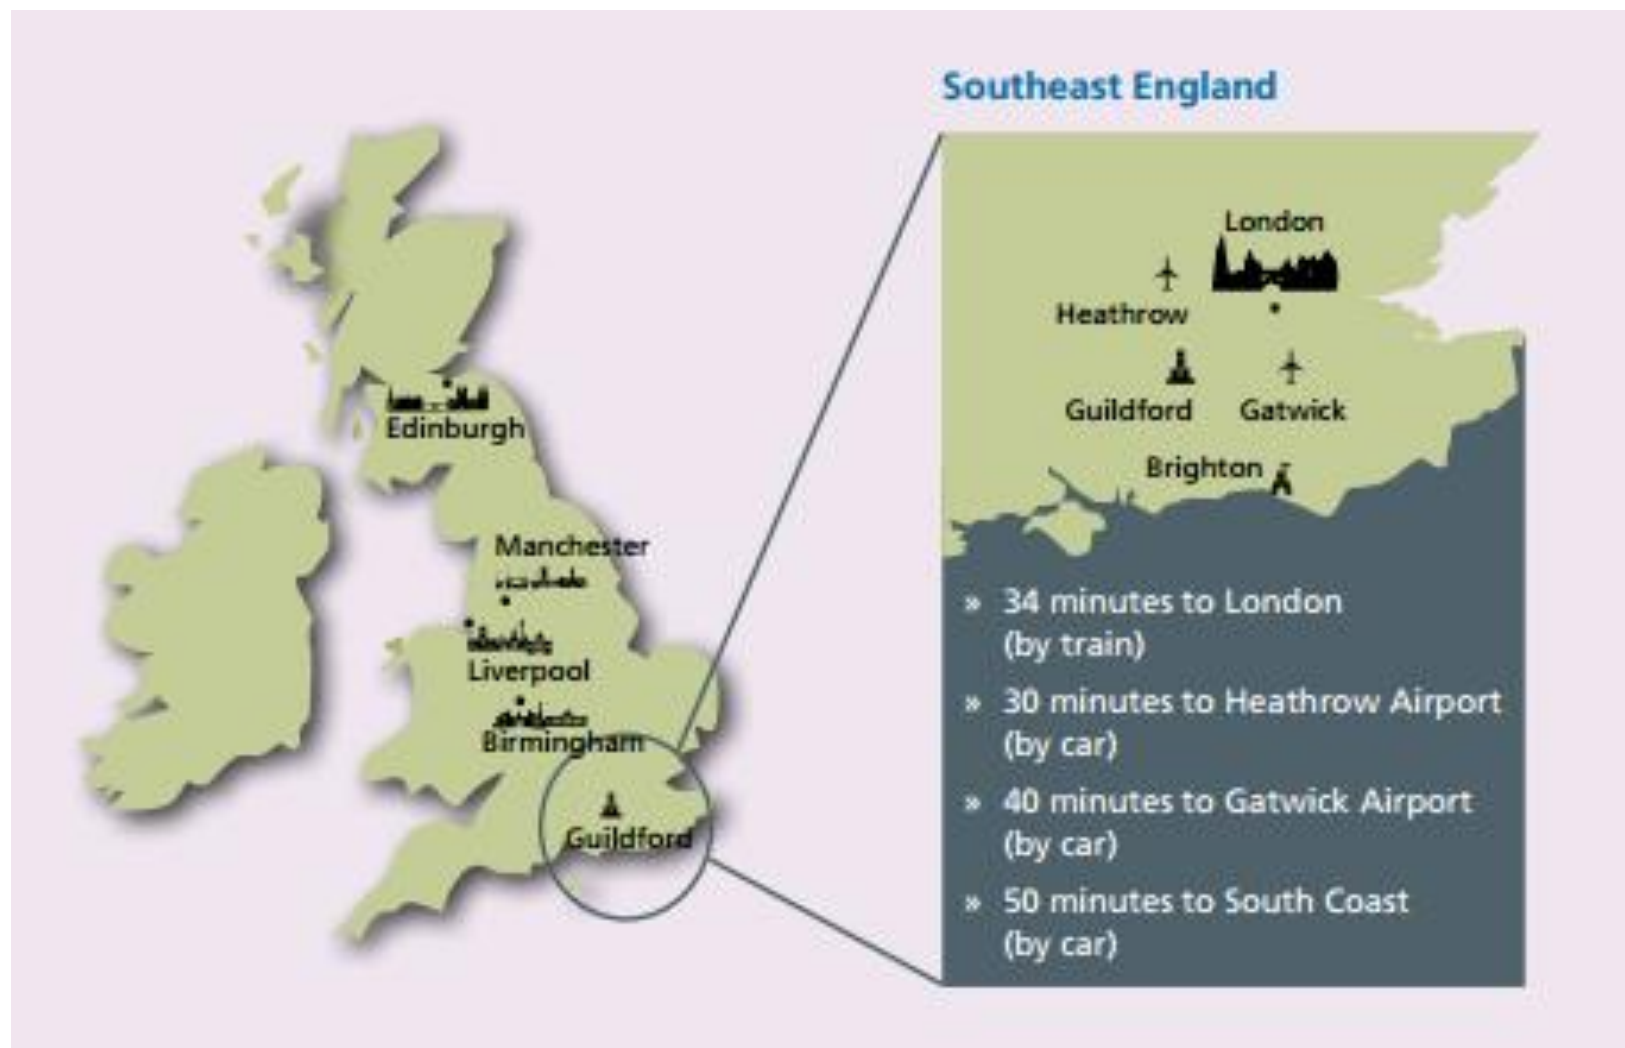 Southeast England
London
Heathrow
Guildford
Gatwick
Brighton
Edinburgh
Manchester
Liverpool
Birmingham
Guildford
» 34 minutes to London
(by train)
» 30 minutes to Heathrow Airport
(by car)
» 40 minutes to Gatwick Airport
(by car)
» 50 minutes to South Coast
(by car)